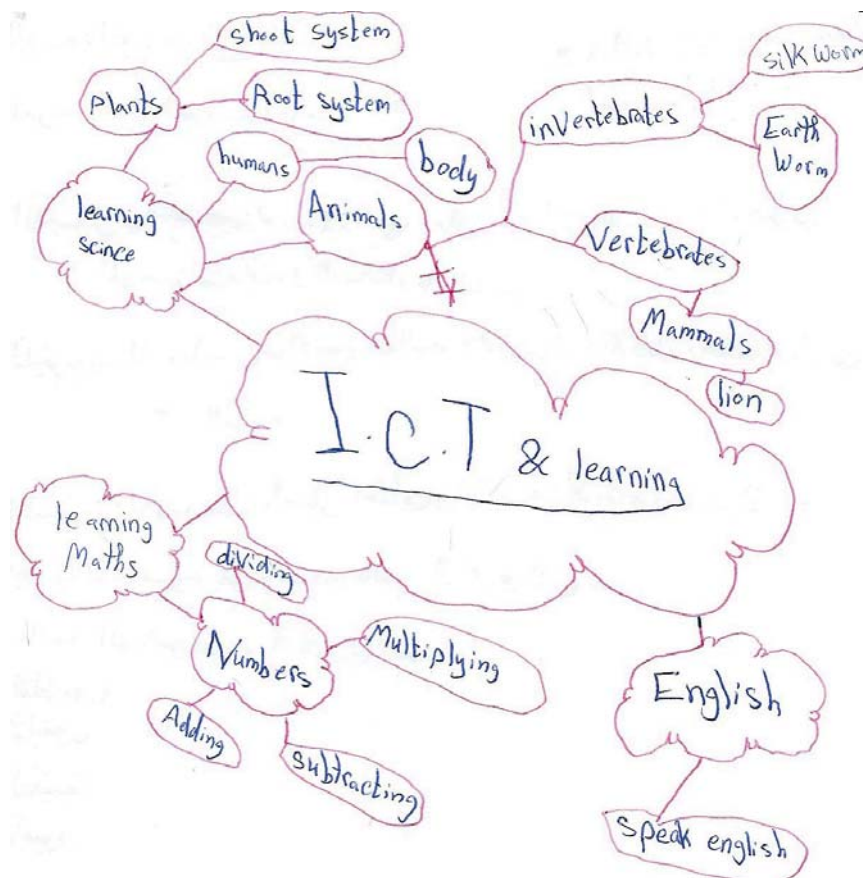 shoot system
Plants
Root system
humans
body
Animals
learning
scince
inVertebrates
silk worm
Earth
Worm
Vertebrates
Mammals
lion
I.C.T & learning
learning
Maths
dividing
Numbers
Multiplying
Adding
subtracting
English
speak english